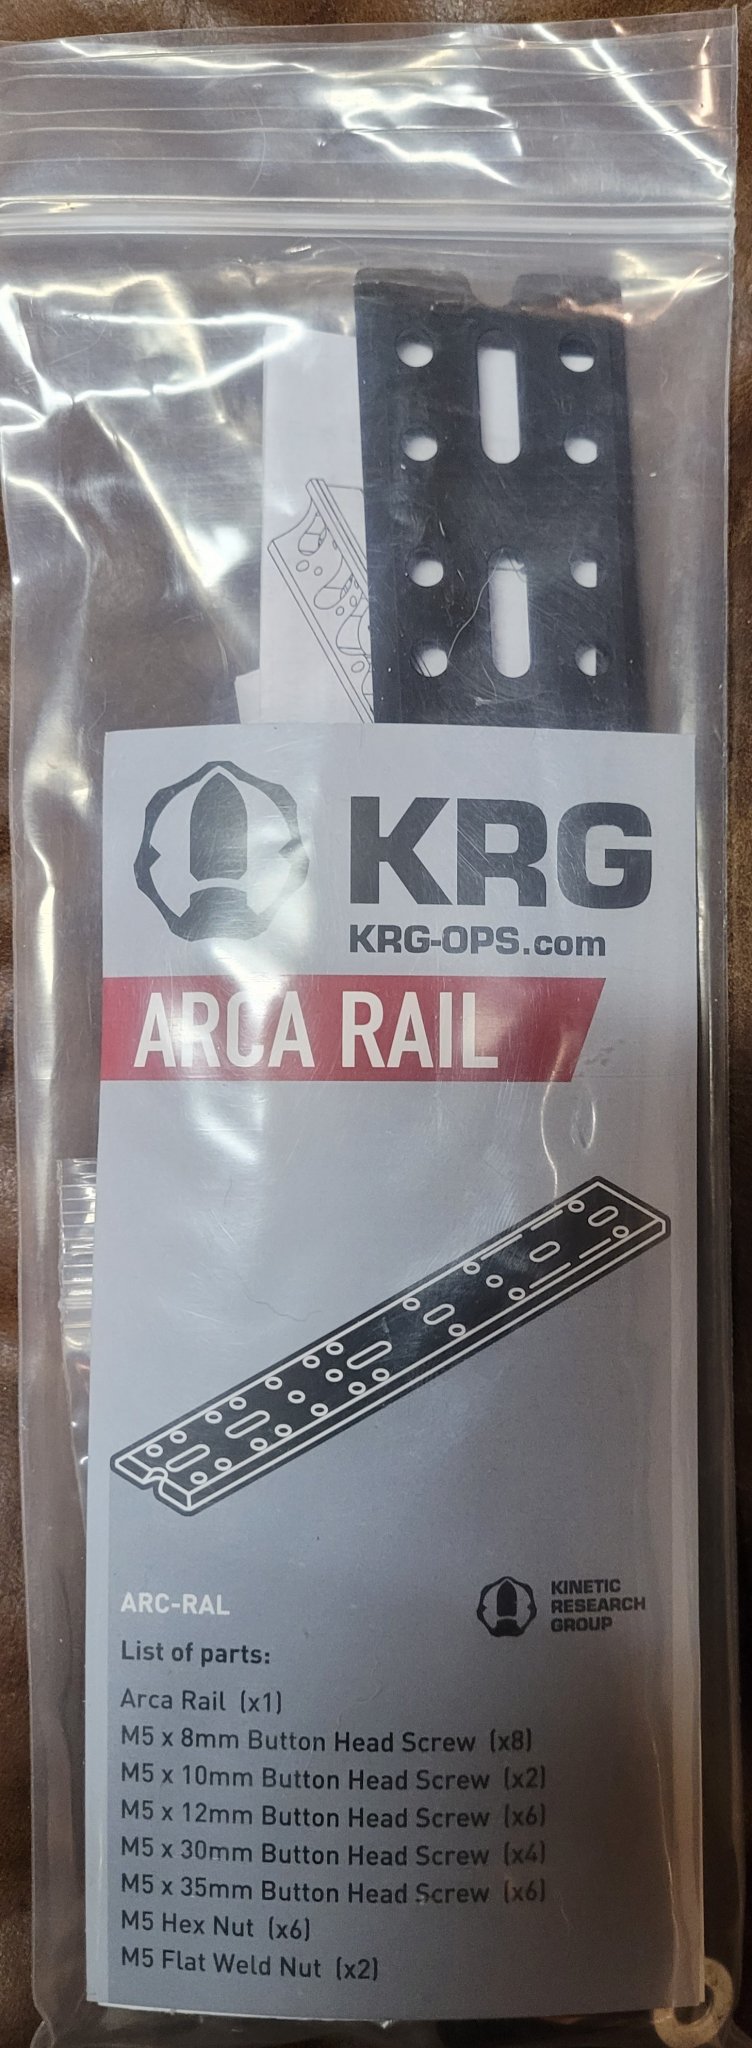 KRG
KRG-OPS.com
ARCA RAIL
ARC-RAL
KINETIC
RESEARCH
GROUP
List of parts:
Arca Rail (x1)
M5 x 8mm Button Head Screw (x8)
M5 x 10mm Button Head Screw (x2)
M5 x 12mm Button Head Screw (x6)
M5 x 30mm Button Head Screw (x4)
M5 x 35mm Button Head Screw (x6)
M5 Hex Nut (x6)
M5 Flat Weld Nut (x2)